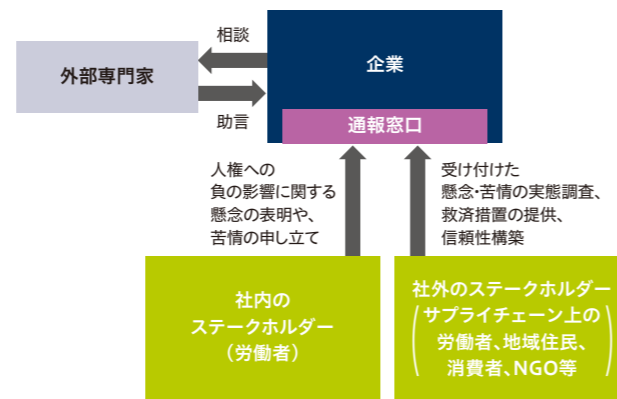 相談
外部専門家
企業
助言
通報窓口
人権への
負の影響に関する
懸念の表明や、
苦情の申し立て
受け付けた
懸念・苦情の実態調査、
救済措置の提供、
信頼性構築
社内の
ステークホルダー
（労働者）
社外のステークホルダー
（サプライチェーン上の
労働者、地域住民、
消費者、NGO等）